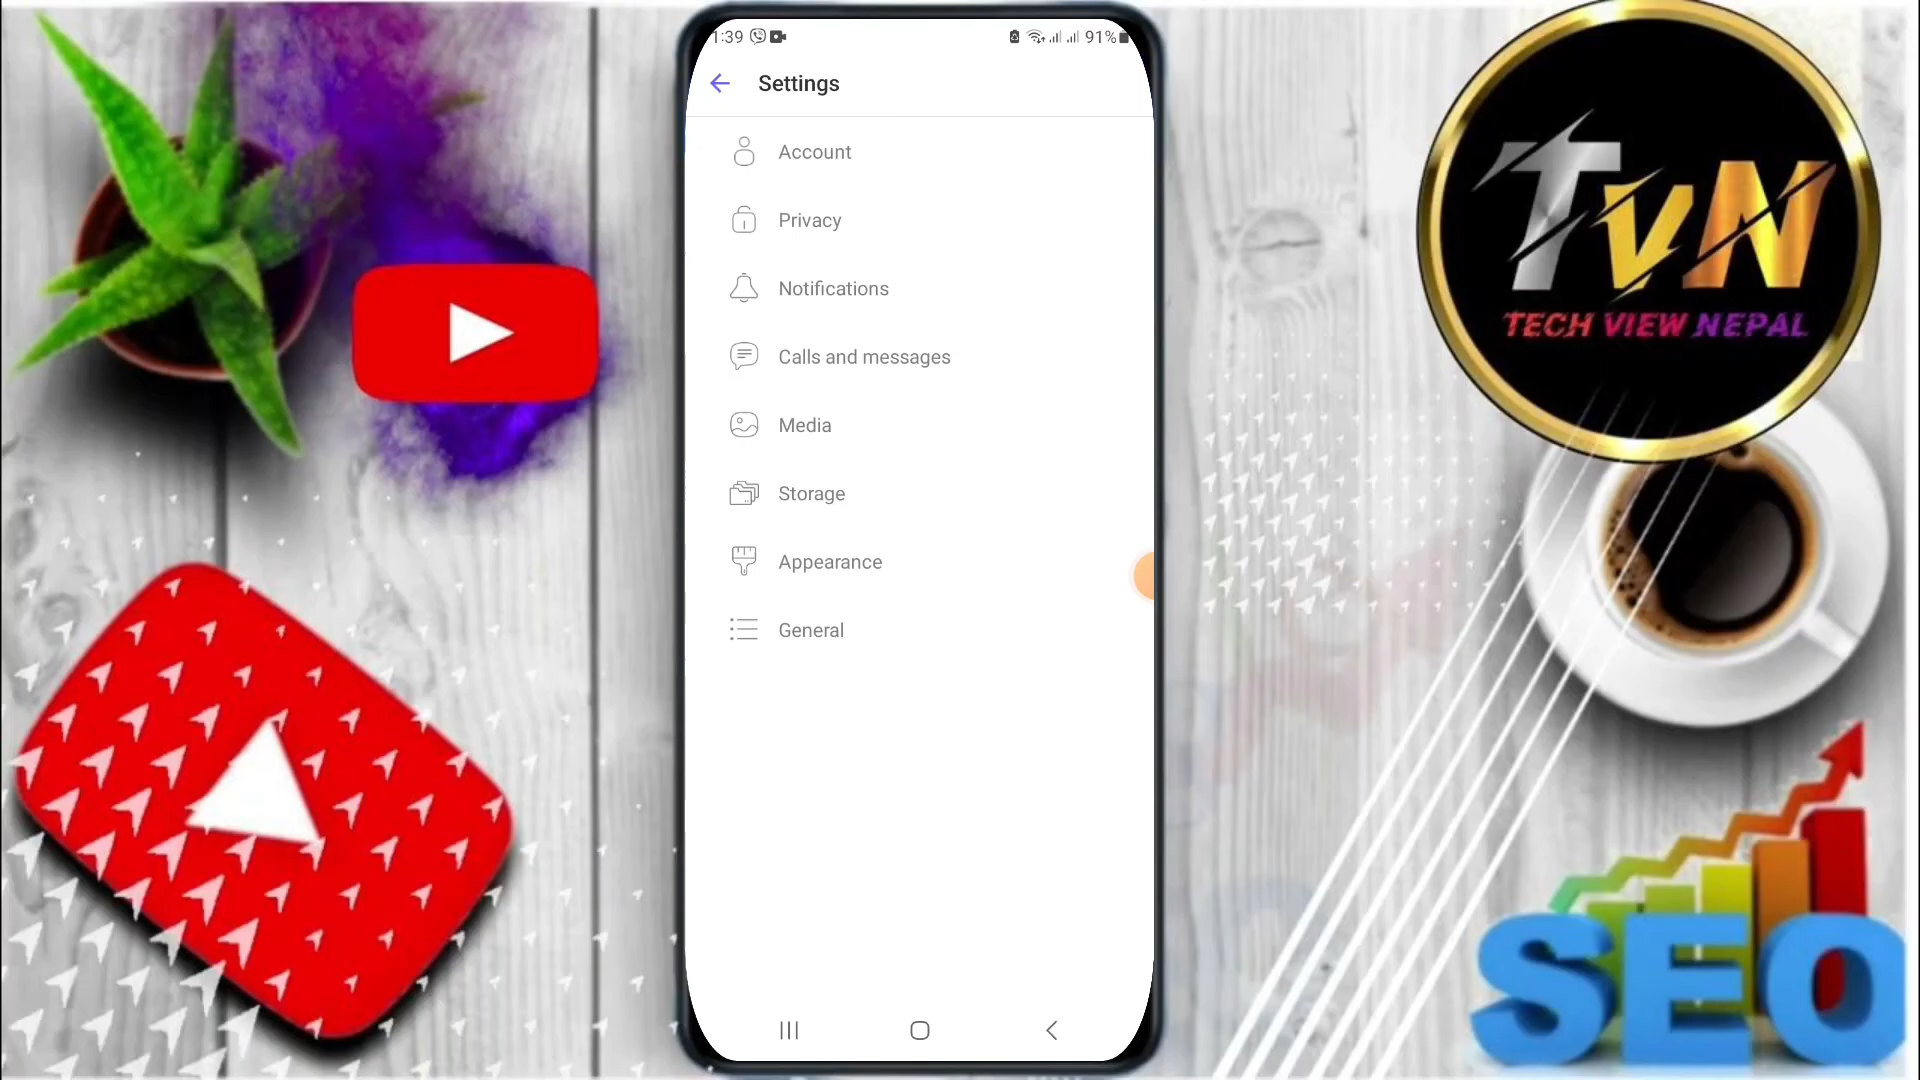 1:39
91%
Settings
Account
Privacy
Notifications
Calls and messages
Media
Storage
Appearance
General
TVN
TECH VIEW NEPAL
SEO